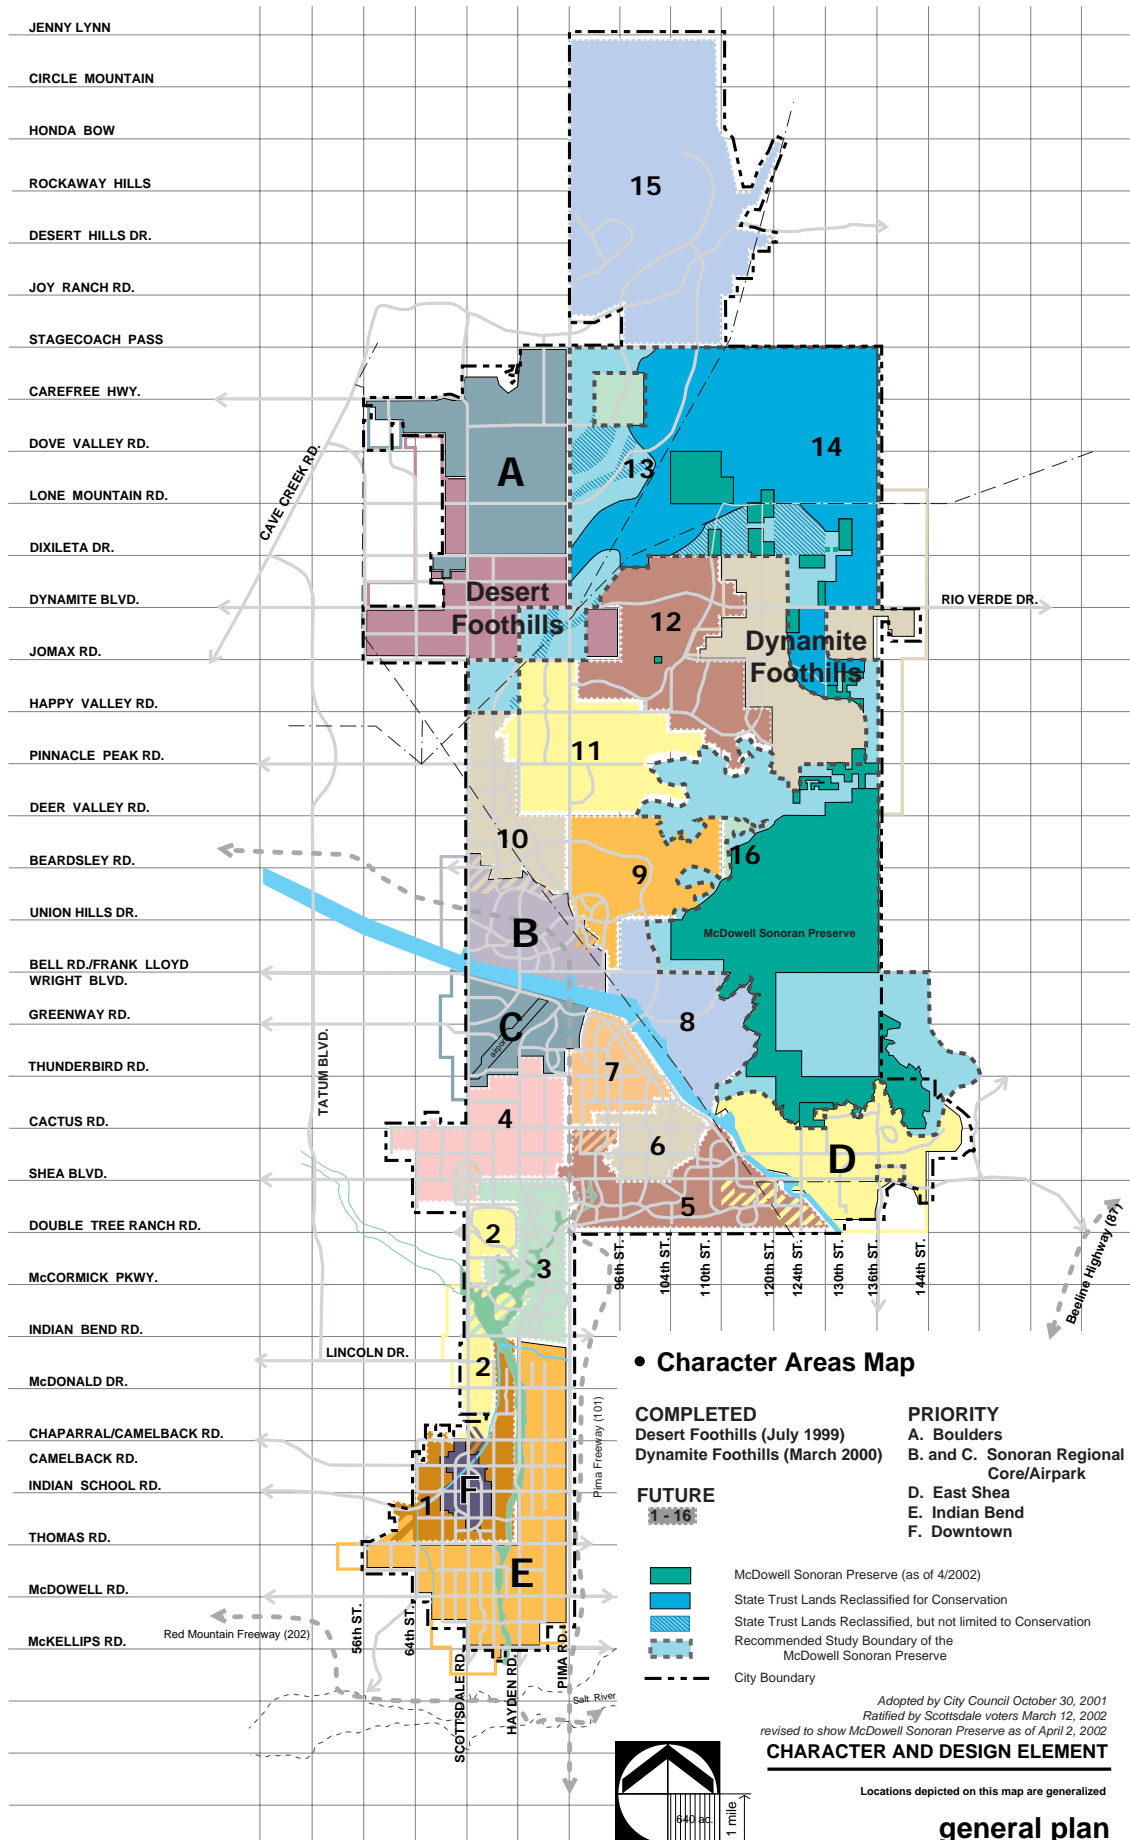 JENNY LYNN
CIRCLE MOUNTAIN
HONDA BOW
ROCKAWAY HILLS
DESERT HILLS DR.
JOY RANCH RD.
STAGECOACH PASS
CAREFREE HWY.
DOVE VALLEY RD.
LONE MOUNTAIN RD.
DIXILETA DR.
DYNAMITE BLVD.
JOMAX RD.
HAPPY VALLEY RD.
PINNACLE PEAK RD.
DEER VALLEY RD.
BEARDSLEY RD.
UNION HILLS DR.
BELL RD./FRANK LLOYD
WRIGHT BLVD.
GREENWAY RD.
THUNDERBIRD RD.
CACTUS RD.
SHEA BLVD.
DOUBLE TREE RANCH RD.
McCORMICK PKWY.
INDIAN BEND RD.
LINCOLN DR.
McDONALD DR.
CHAPARRAL/CAMELBACK RD.
CAMELBACK RD.
INDIAN SCHOOL RD.
THOMAS RD.
McDOWELL RD.
McKELLIPS RD.
CAVE CREEK RD.
TATUM BLVD.
RIO VERDE DR.
15
14
13
A
Desert
Foothills
12
Dynamite
Foothills
11
10
16
9
B
McDowell Sonoran Preserve
8
C
airport
7
4
6
D
5
2
3
2
1
F
E
96th ST.
104th ST.
110th ST.
120th ST.
124th ST.
130th ST.
136th ST.
144th ST.
Beeline Highway (87)
Pima Freeway (101)
56th ST.
64th ST.
Red Mountain Freeway (202)
SCOTTSDALE RD.
HAYDEN RD.
PIMA RD.
Salt River
• Character Areas Map
COMPLETED
Desert Foothills (July 1999)
Dynamite Foothills (March 2000)
FUTURE
1 - 16
PRIORITY
A. Boulders
B. and C. Sonoran Regional
Core/Airpark
D. East Shea
E. Indian Bend
F. Downtown
McDowell Sonoran Preserve (as of 4/2002)
State Trust Lands Reclassified for Conservation
State Trust Lands Reclassified, but not limited to Conservation
Recommended Study Boundary of the
McDowell Sonoran Preserve
City Boundary
Adopted by City Council October 30, 2001
Ratified by Scottsdale voters March 12, 2002
revised to show McDowell Sonoran Preserve as of April 2, 2002
CHARACTER AND DESIGN ELEMENT
Locations depicted on this map are generalized
640 ac.
1 mile
general plan